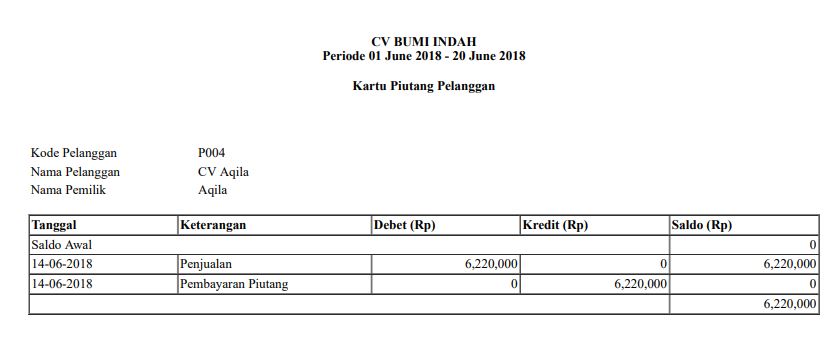 CV BUMI INDAH
Periode 01 June 2018 - 20 June 2018
Kartu Piutang Pelanggan
Kode Pelanggan P004
Nama Pelanggan CV Aqila
Nama Pemilik Aqila
Tanggal Keterangan Debet (Rp) Kredit (Rp) Saldo (Rp)
Saldo Awal 0
14-06-2018 Penjualan 6,220,000 0 6,220,000
14-06-2018 Pembayaran Piutang 0 6,220,000 0
6,220,000